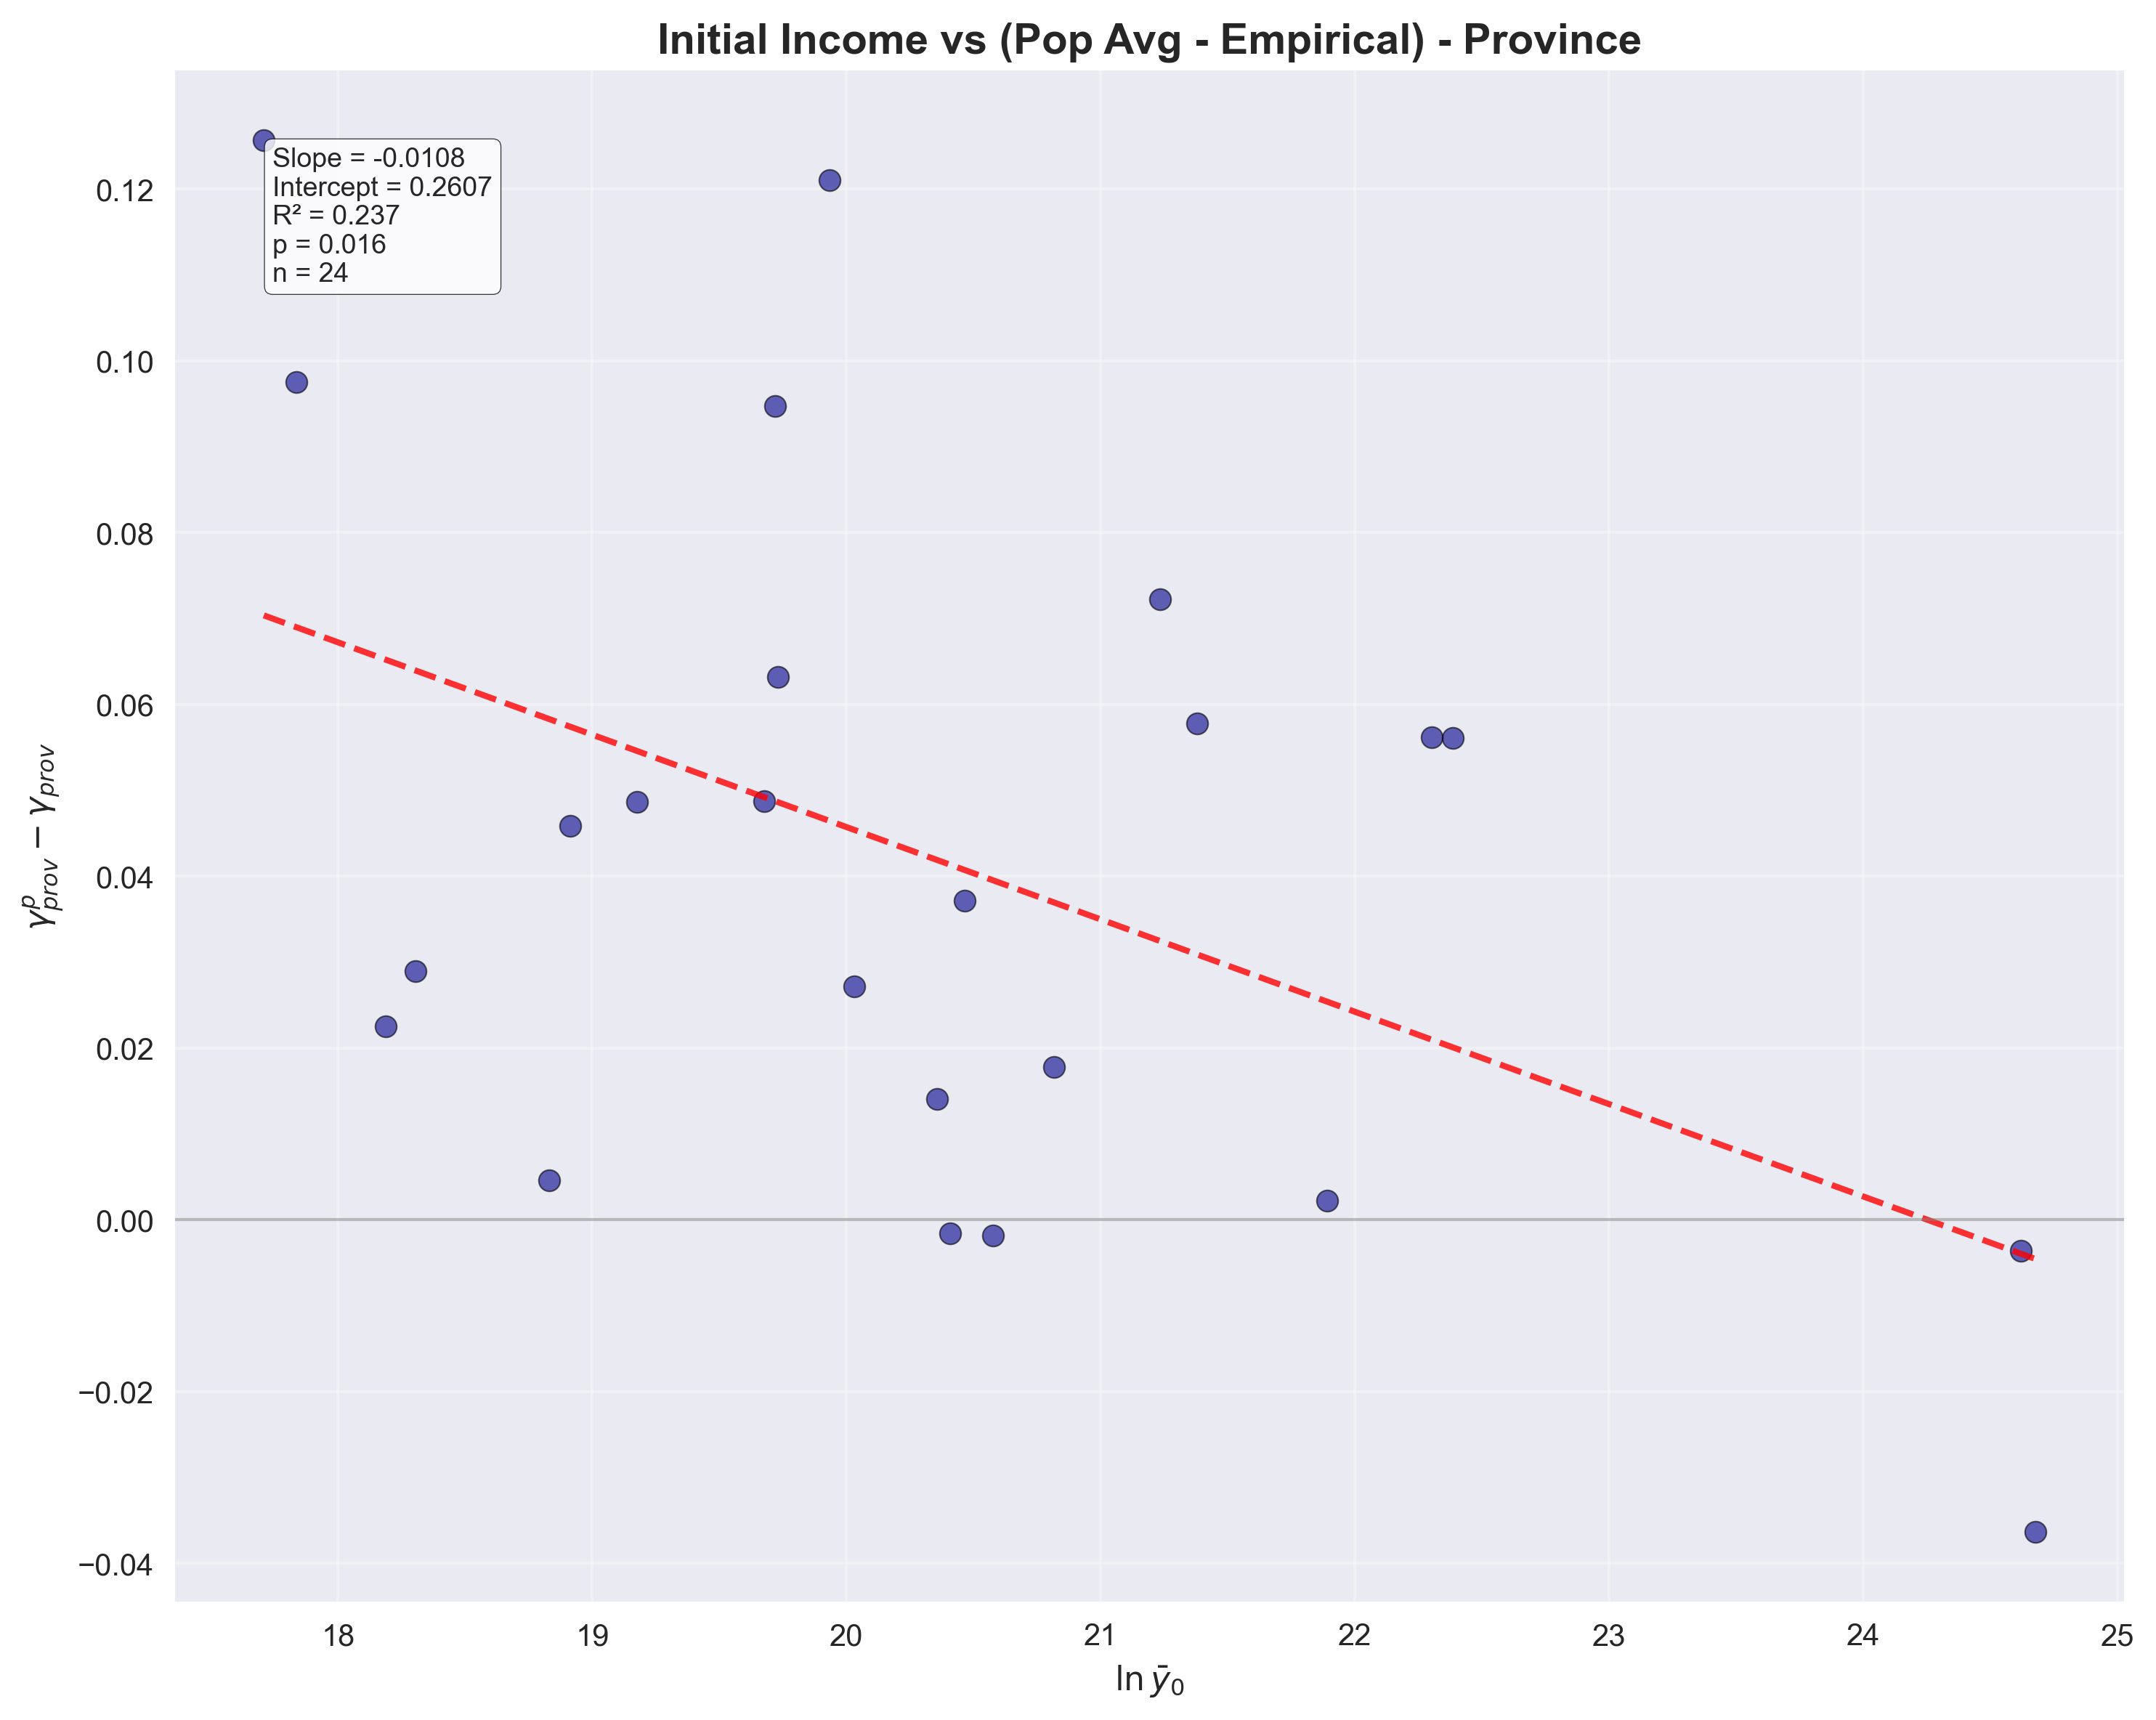 Initial Income vs (Pop Avg - Empirical) - Province
Slope = -0.0108
Intercept = 0.2607
R² = 0.237
p = 0.016
n = 24
0.12
0.10
0.08
0.06
0.04
0.02
0.00
−0.02
−0.04
γᵖ_prov − γ_prov
18 19 20 21 22 23 24 25
ln ȳ₀